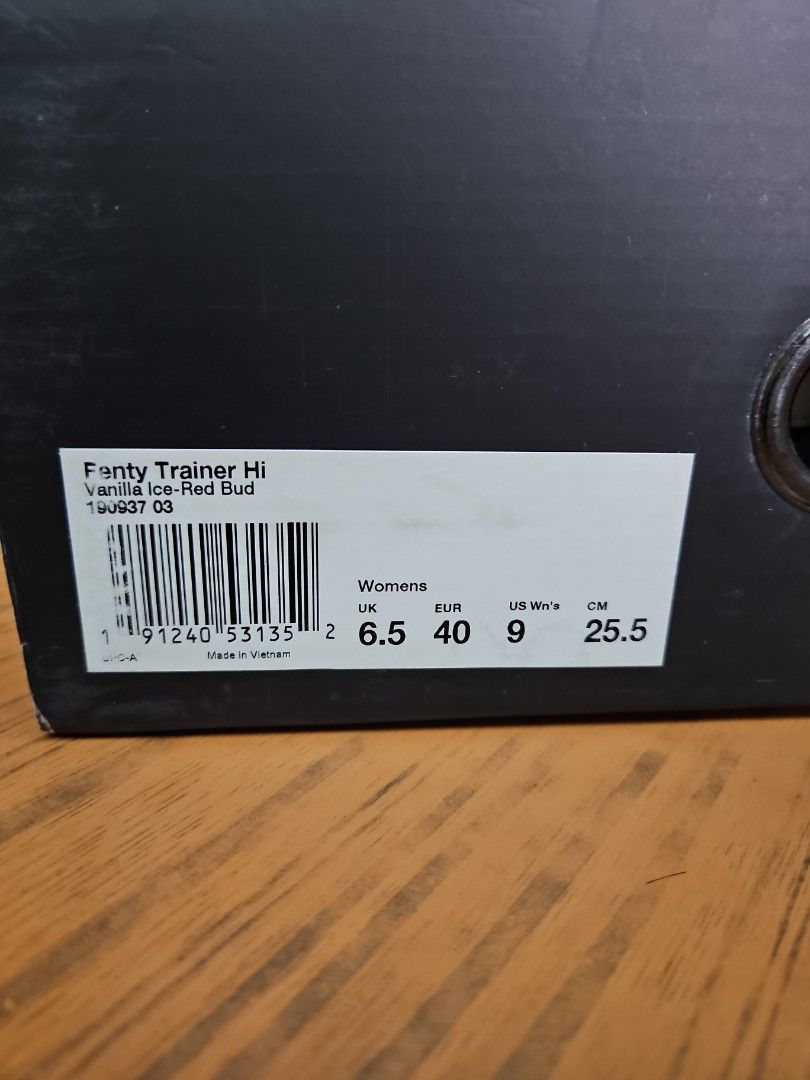 Fenty Trainer Hi
Vanilla Ice-Red Bud
190937 03
1 91240 53135 2
UPC-A
Made in Vietnam
Womens
UK EUR US Wn's CM
6.5 40 9 25.5